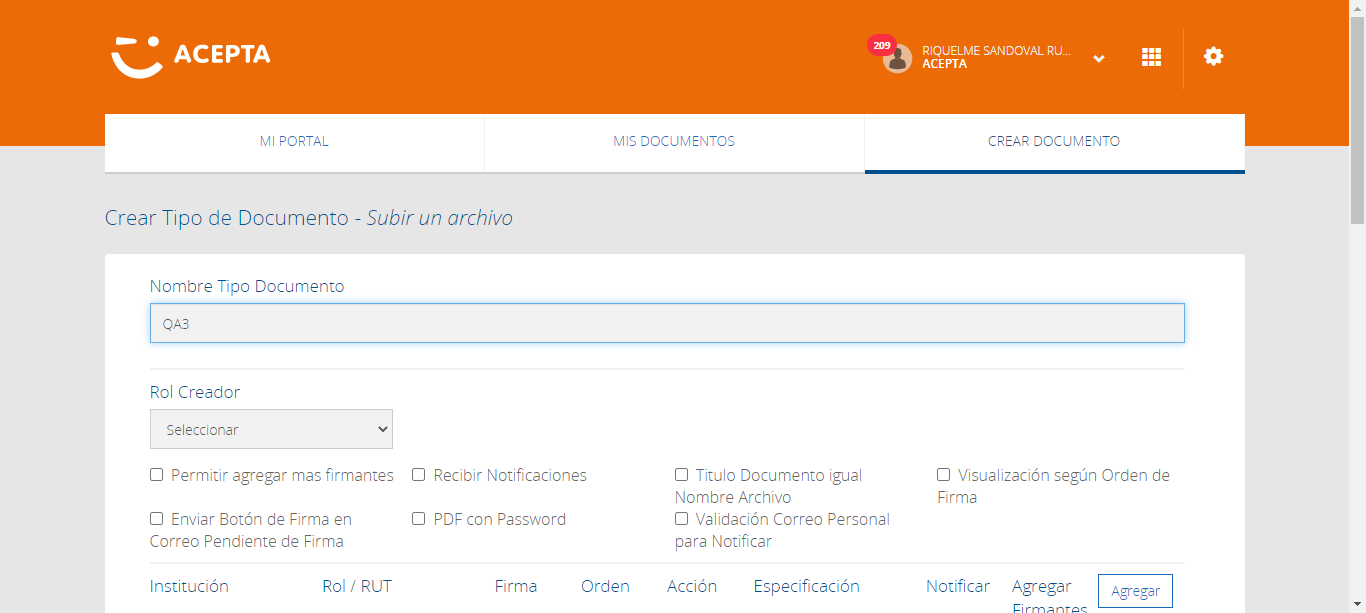 ACEPTA
209
RIQUELME SANDOVAL RU...
ACEPTA
MI PORTAL
MIS DOCUMENTOS
CREAR DOCUMENTO
Crear Tipo de Documento - Subir un archivo
Nombre Tipo Documento
QA3
Rol Creador
Seleccionar
Permitir agregar mas firmantes
Recibir Notificaciones
Titulo Documento igual
Nombre Archivo
Visualización según Orden de
Firma
Enviar Botón de Firma en
Correo Pendiente de Firma
PDF con Password
Validación Correo Personal
para Notificar
Institución
Rol / RUT
Firma
Orden
Acción
Especificación
Notificar
Agregar
Firmantes
Agregar